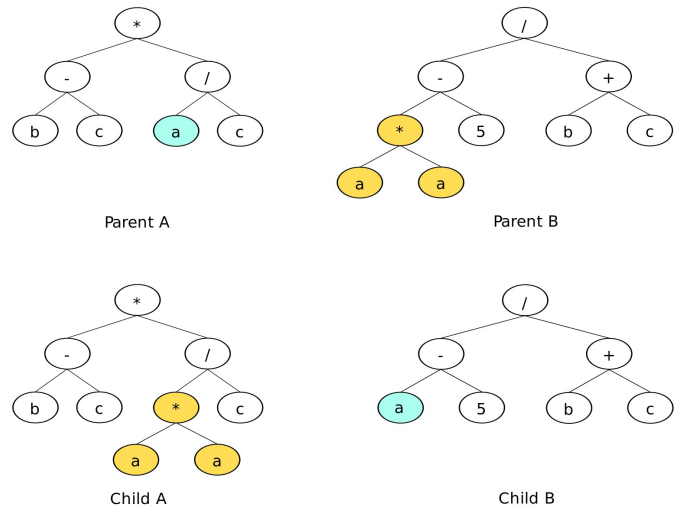 * /
- / - +
b c a c * 5 b c
a a
Parent A Parent B
* /
- / - +
b c * c a 5 b c
a a
Child A Child B